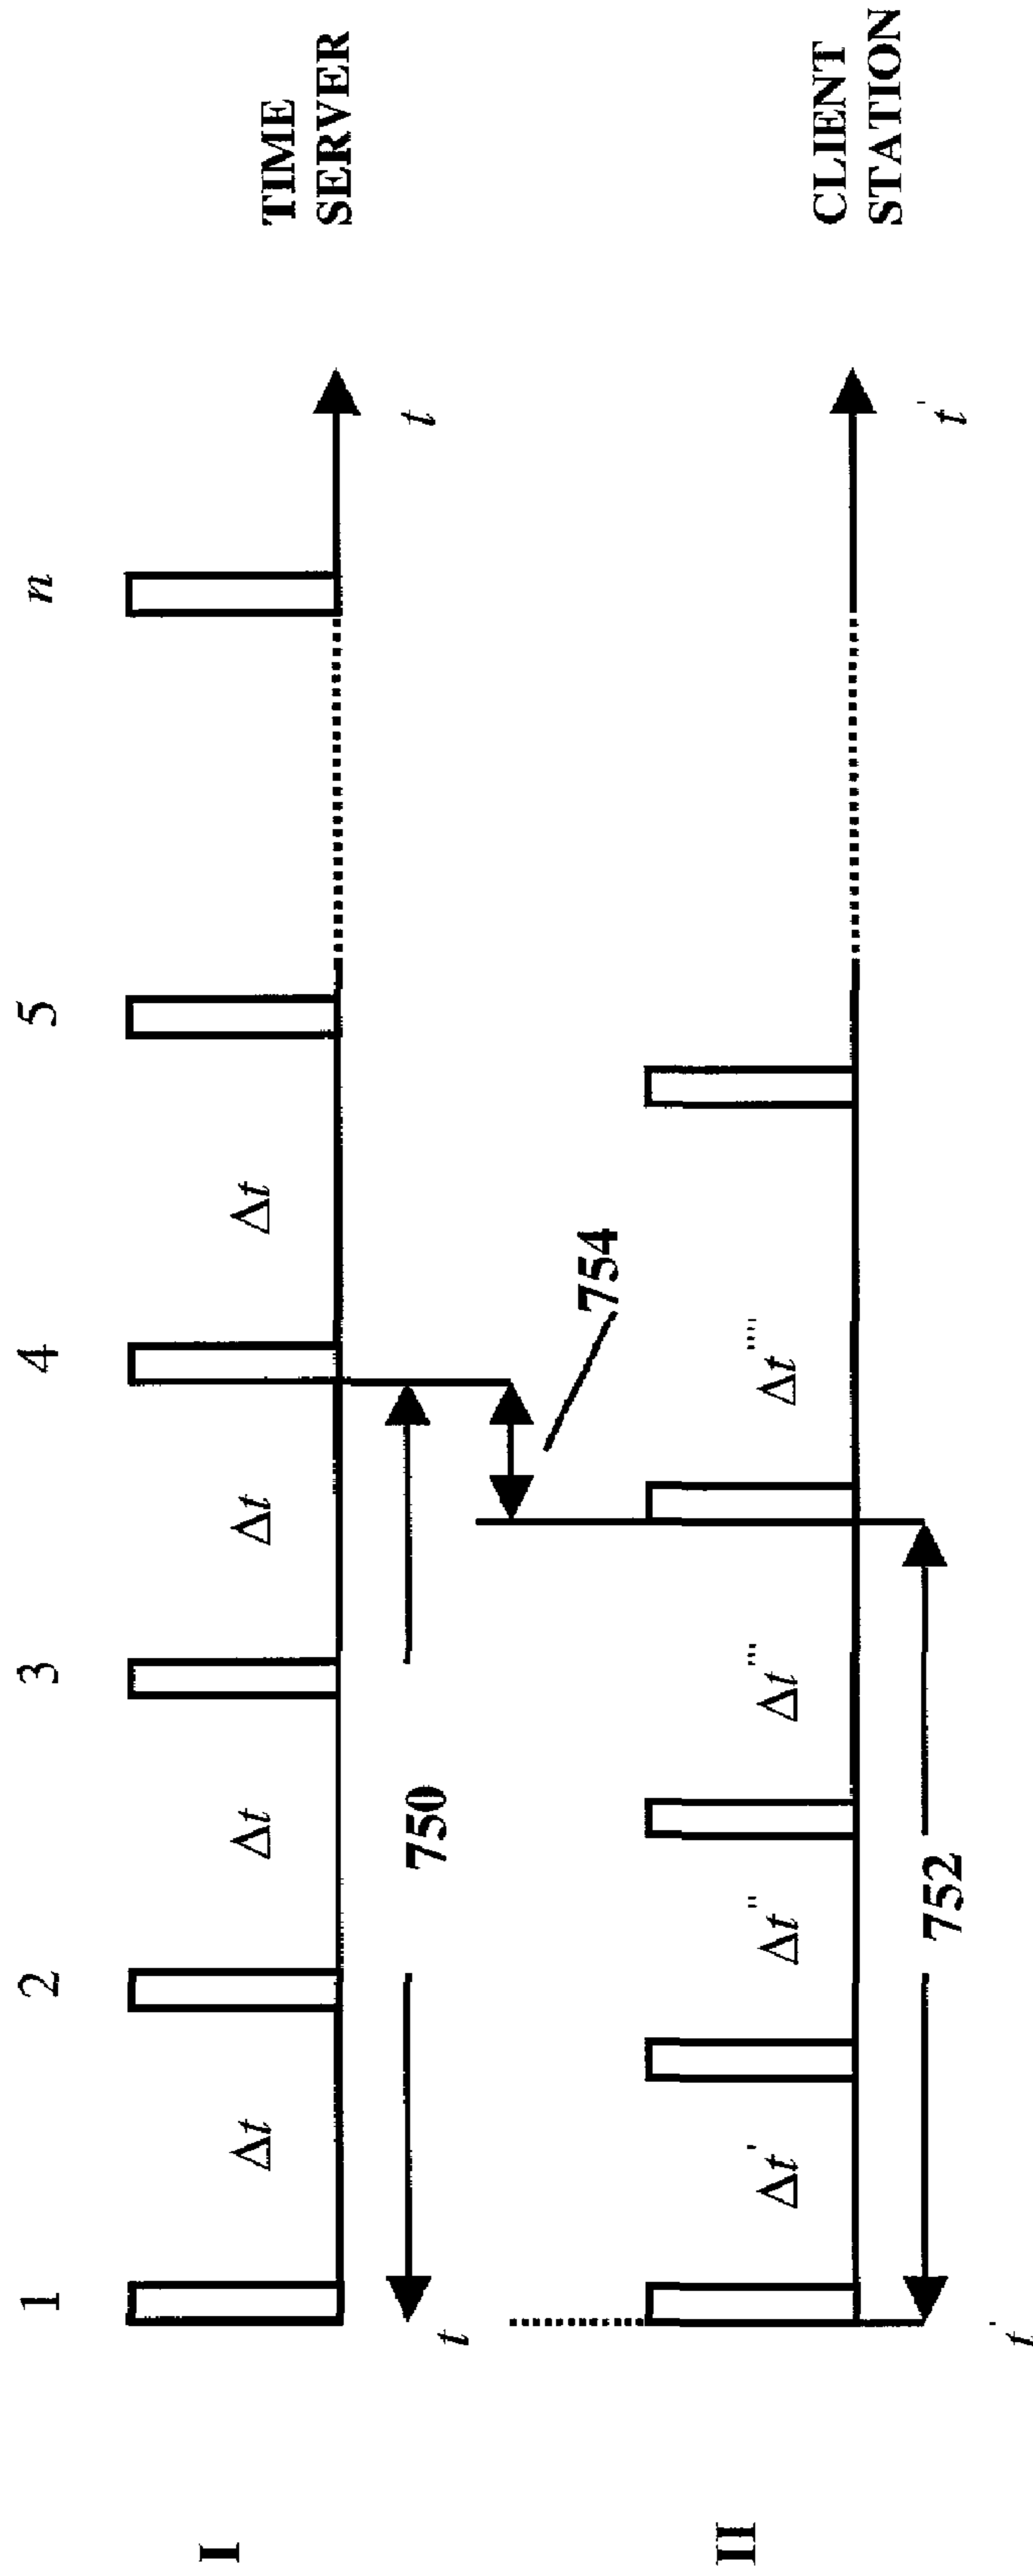 1 2 3 4 5 n
I Δt Δt Δt Δt
TIME
SERVER
t
750
t
754
II Δt' Δt'' Δt''' Δt''''
CLIENT
STATION
t'
752
t'